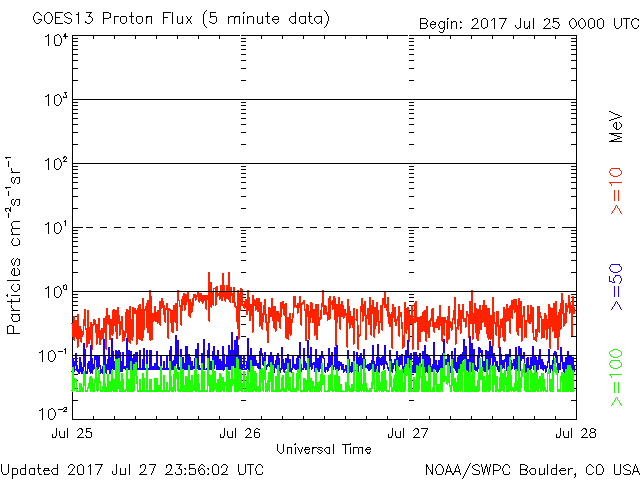 GOES13 Proton Flux (5 minute data)
Begin: 2017 Jul 25 0000 UTC
10⁴
10³
10²
10¹
10⁰
10⁻¹
10⁻²
Particles cm⁻²s⁻¹sr⁻¹
Jul 25
Jul 26
Jul 27
Jul 28
Universal Time
MeV
>=10
>=50
>=100
Updated 2017 Jul 27 23:56:02 UTC
NOAA/SWPC Boulder, CO USA